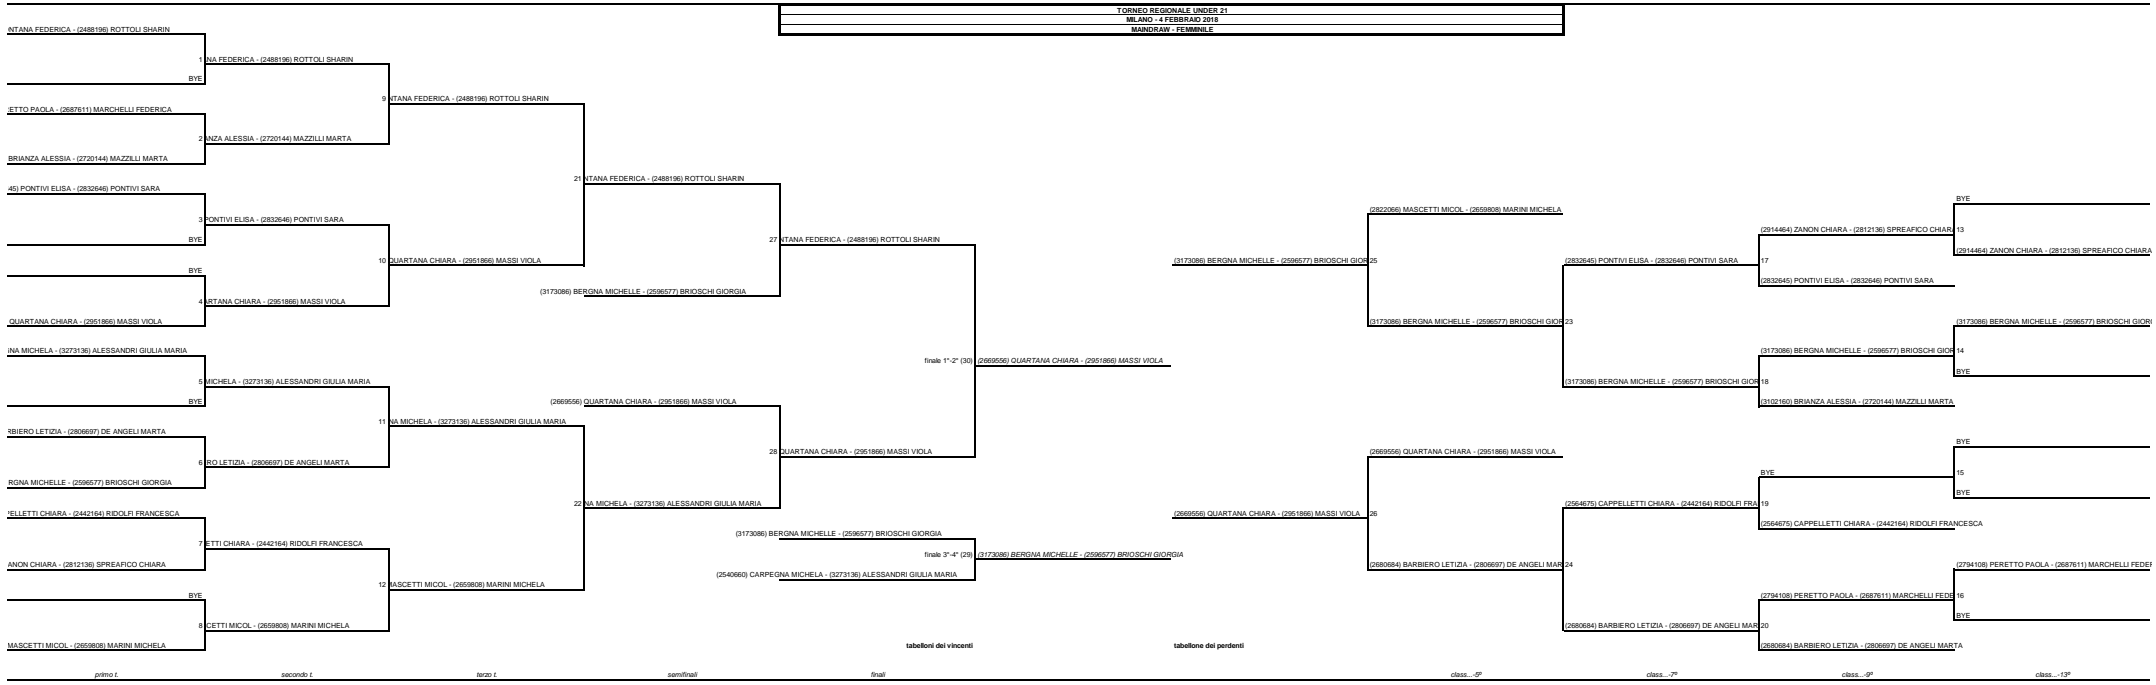 TORNEO REGIONALE UNDER 21
MILANO - 4 FEBBRAIO 2018
MAINDRAW - FEMMINILE
NTANA FEDERICA - (2488196) ROTTOLI SHARIN
1 NA FEDERICA - (2488196) ROTTOLI SHARIN
BYE
9 NTANA FEDERICA - (2488196) ROTTOLI SHARIN
ETTO PAOLA - (2687611) MARCHELLI FEDERICA
2 ANZA ALESSIA - (2720144) MAZZILLI MARTA
BRIANZA ALESSIA - (2720144) MAZZILLI MARTA
21 NTANA FEDERICA - (2488196) ROTTOLI SHARIN
45) PONTIVI ELISA - (2832646) PONTIVI SARA
3 PONTIVI ELISA - (2832646) PONTIVI SARA
BYE
10 QUARTANA CHIARA - (2951866) MASSI VIOLA
BYE
4 ARTANA CHIARA - (2951866) MASSI VIOLA
QUARTANA CHIARA - (2951866) MASSI VIOLA
27 NTANA FEDERICA - (2488196) ROTTOLI SHARIN
(3173086) BERGNA MICHELLE - (2596577) BRIOSCHI GIORGIA
NA MICHELA - (3273136) ALESSANDRI GIULIA MARIA
5 MICHELA - (3273136) ALESSANDRI GIULIA MARIA
BYE
finale 1°-2° (30) (2669556) QUARTANA CHIARA - (2951866) MASSI VIOLA
(2669556) QUARTANA CHIARA - (2951866) MASSI VIOLA
11 NA MICHELA - (3273136) ALESSANDRI GIULIA MARIA
RBIERO LETIZIA - (2806697) DE ANGELI MARTA
6 RO LETIZIA - (2806697) DE ANGELI MARTA
RGNA MICHELLE - (2596577) BRIOSCHI GIORGIA
28 QUARTANA CHIARA - (2951866) MASSI VIOLA
22 NA MICHELA - (3273136) ALESSANDRI GIULIA MARIA
PELLETTI CHIARA - (2442164) RIDOLFI FRANCESCA
7 ETTI CHIARA - (2442164) RIDOLFI FRANCESCA
ANON CHIARA - (2812136) SPREAFICO CHIARA
12 MASCETTI MICOL - (2659808) MARINI MICHELA
BYE
8 CETTI MICOL - (2659808) MARINI MICHELA
MASCETTI MICOL - (2659808) MARINI MICHELA
(3173086) BERGNA MICHELLE - (2596577) BRIOSCHI GIORGIA
finale 3°-4° (29) (3173086) BERGNA MICHELLE - (2596577) BRIOSCHI GIORGIA
(2540660) CARPEGNA MICHELA - (3273136) ALESSANDRI GIULIA MARIA
tabelloni dei vincenti
tabellone dei perdenti
(2822066) MASCETTI MICOL - (2659808) MARINI MICHELA
(3173086) BERGNA MICHELLE - (2596577) BRIOSCHI GIOR 25
(3173086) BERGNA MICHELLE - (2596577) BRIOSCHI GIOR 23
(2832645) PONTIVI ELISA - (2832646) PONTIVI SARA 17
(2914464) ZANON CHIARA - (2812136) SPREAFICO CHIARA 13
BYE
(2914464) ZANON CHIARA - (2812136) SPREAFICO CHIARA
(2832645) PONTIVI ELISA - (2832646) PONTIVI SARA
(3173086) BERGNA MICHELLE - (2596577) BRIOSCHI GIOR 18
(3173086) BERGNA MICHELLE - (2596577) BRIOSCHI GIOR 14
(3173086) BERGNA MICHELLE - (2596577) BRIOSCHI GIORG
BYE
(3102160) BRIANZA ALESSIA - (2720144) MAZZILLI MARTA
(2669556) QUARTANA CHIARA - (2951866) MASSI VIOLA
(2669556) QUARTANA CHIARA - (2951866) MASSI VIOLA 26
(2680684) BARBIERO LETIZIA - (2806697) DE ANGELI MAR 24
(2564675) CAPPELLETTI CHIARA - (2442164) RIDOLFI FRA 19
BYE 15
BYE
BYE
(2564675) CAPPELLETTI CHIARA - (2442164) RIDOLFI FRANCESCA
(2680684) BARBIERO LETIZIA - (2806697) DE ANGELI MAR 20
(2794108) PERETTO PAOLA - (2687611) MARCHELLI FEDE 16
(2794108) PERETTO PAOLA - (2687611) MARCHELLI FEDER
BYE
(2680684) BARBIERO LETIZIA - (2806697) DE ANGELI MARTA
primo t. secondo t. terzo t. semifinali finali class...-5º class...-7º class...-9º class...-13º